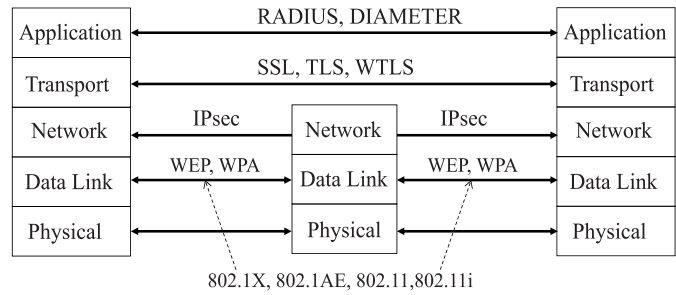 RADIUS, DIAMETER
Application Application
SSL, TLS, WTLS
Transport Transport
IPsec IPsec
Network Network Network
WEP, WPA WEP, WPA
Data Link Data Link Data Link
Physical Physical Physical
802.1X, 802.1AE, 802.11,802.11i